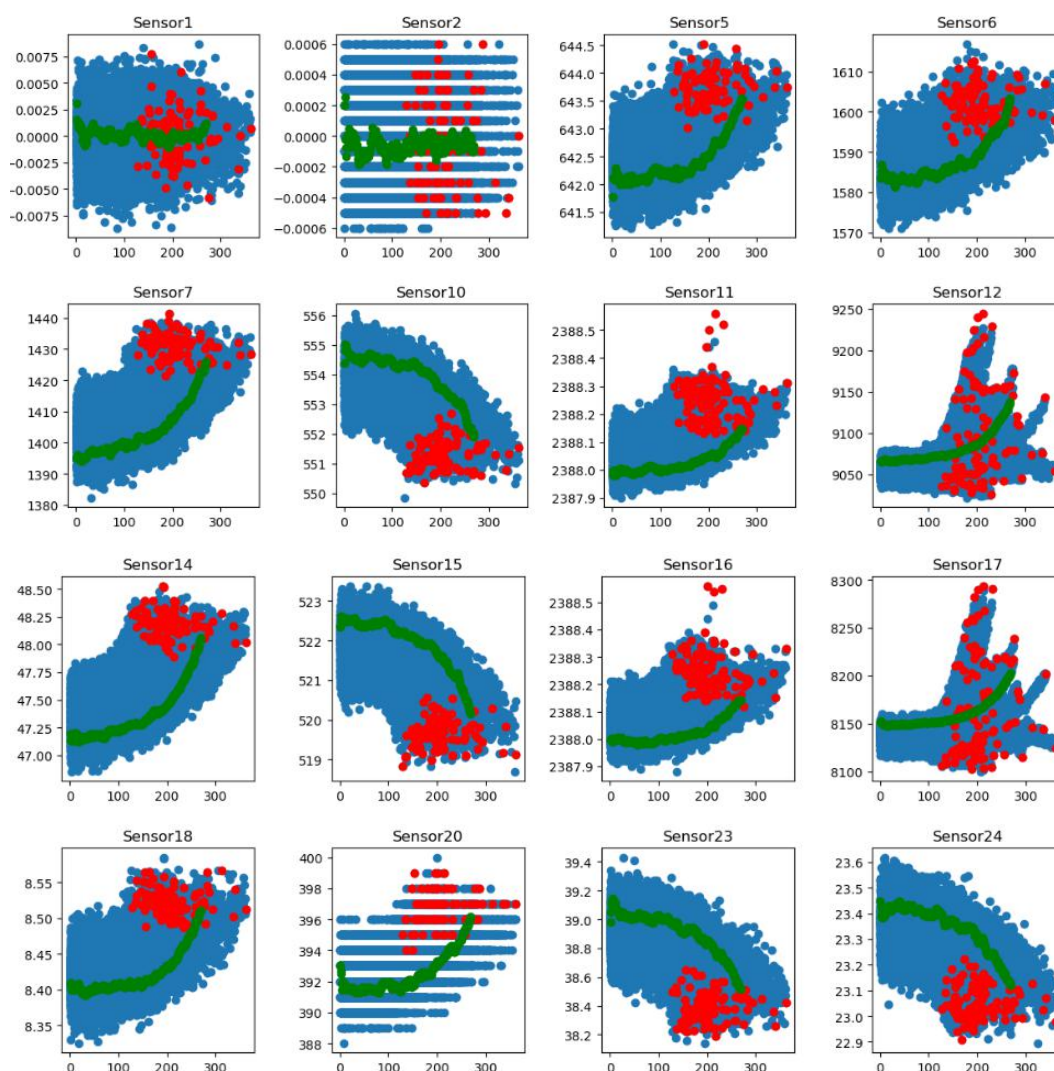 Sensor1 Sensor2 Sensor5 Sensor6
0.0075 0.0006 644.5 1610
0.0050 0.0004 644.0 1600
0.0025 0.0002 643.5 1590
0.0000 0.0000 643.0 1580
−0.0025 −0.0002 642.5 1570
−0.0050 −0.0004 642.0
−0.0075 −0.0006 641.5
0 100 200 300 0 100 200 300 0 100 200 300 0 100 200 300
Sensor7 Sensor10 Sensor11 Sensor12
1440 556 2388.5 9250
1430 555 2388.4 9200
1420 554 2388.3 9150
1410 553 2388.2 9100
1400 552 2388.1 9050
1390 551 2388.0
1380 550 2387.9
0 100 200 300 0 100 200 300 0 100 200 300 0 100 200 300
Sensor14 Sensor15 Sensor16 Sensor17
48.50 523 2388.5 8300
48.25 522 2388.4 8250
48.00 521 2388.3 8200
47.75 520 2388.2 8150
47.50 519 2388.1 8100
47.25 2388.0
47.00 2387.9
0 100 200 300 0 100 200 300 0 100 200 300 0 100 200 300
Sensor18 Sensor20 Sensor23 Sensor24
8.55 400 39.4 23.6
8.50 398 39.2 23.5
8.45 396 39.0 23.4
8.40 394 38.8 23.3
8.35 392 38.6 23.2
390 38.4 23.1
388 38.2 23.0
22.9
0 100 200 300 0 100 200 300 0 100 200 300 0 100 200 300